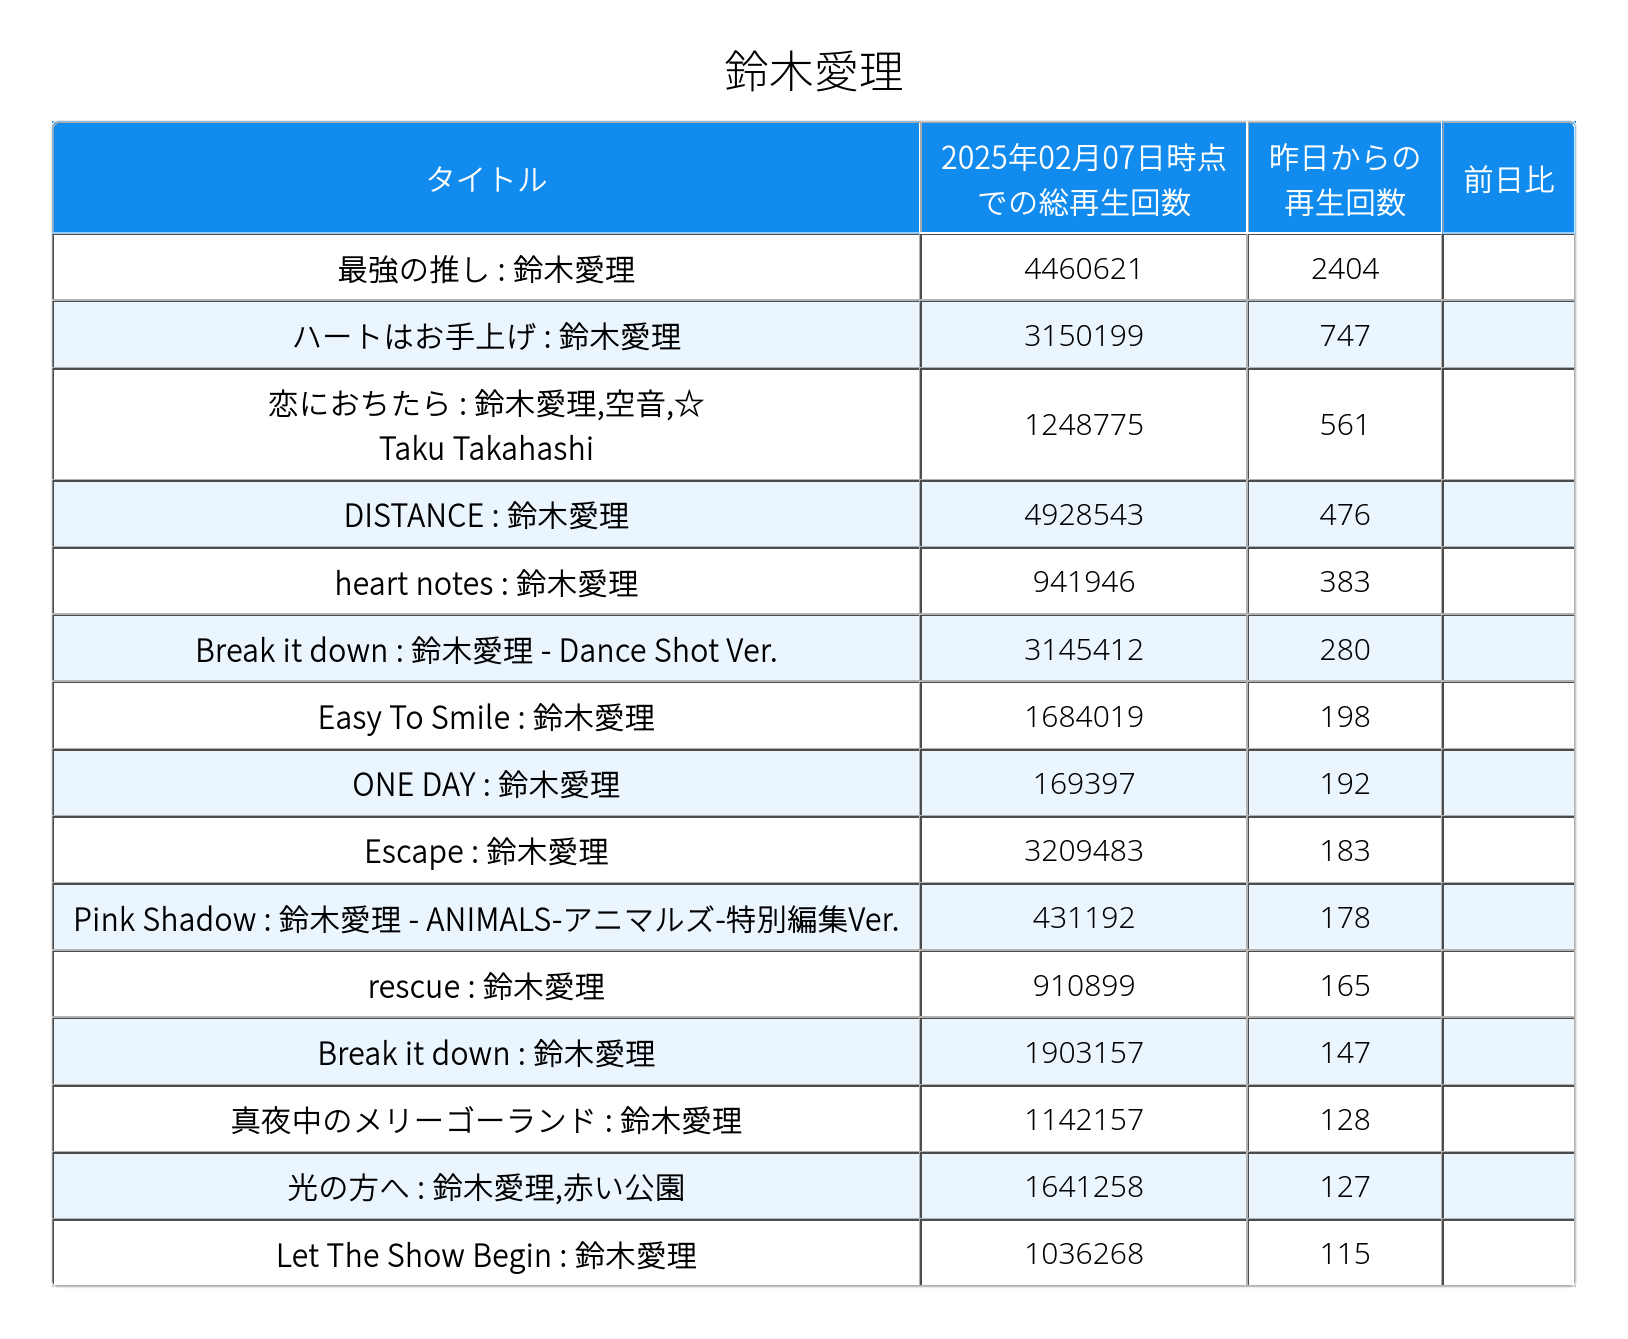 鈴木愛理
タイトル
2025年02月07日時点
での総再生回数
昨日からの
再生回数
前日比
最強の推し : 鈴木愛理 4460621 2404
ハートはお手上げ : 鈴木愛理 3150199 747
恋におちたら : 鈴木愛理,空音,☆
Taku Takahashi
1248775 561
DISTANCE : 鈴木愛理 4928543 476
heart notes : 鈴木愛理 941946 383
Break it down : 鈴木愛理 - Dance Shot Ver. 3145412 280
Easy To Smile : 鈴木愛理 1684019 198
ONE DAY : 鈴木愛理 169397 192
Escape : 鈴木愛理 3209483 183
Pink Shadow : 鈴木愛理 - ANIMALS-アニマルズ-特別編集Ver. 431192 178
rescue : 鈴木愛理 910899 165
Break it down : 鈴木愛理 1903157 147
真夜中のメリーゴーランド : 鈴木愛理 1142157 128
光の方へ : 鈴木愛理,赤い公園 1641258 127
Let The Show Begin : 鈴木愛理 1036268 115